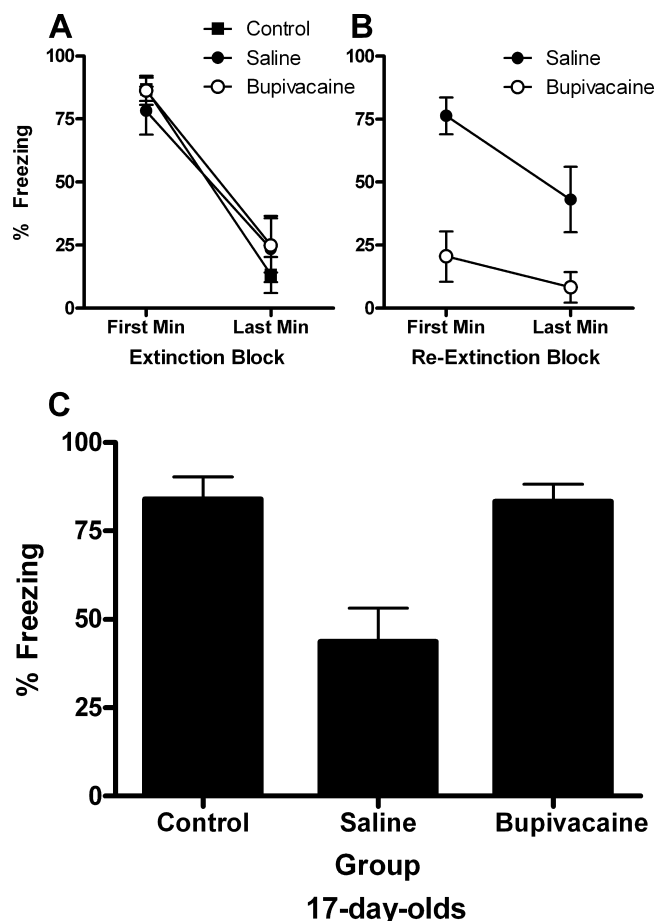 A
Control
Saline
Bupivacaine
100
75
50
25
0
% Freezing
First Min Last Min
Extinction Block
B
Saline
Bupivacaine
100
75
50
25
0
First Min Last Min
Re-Extinction Block
C
100
75
50
25
0
% Freezing
Control Saline Bupivacaine
Group
17-day-olds